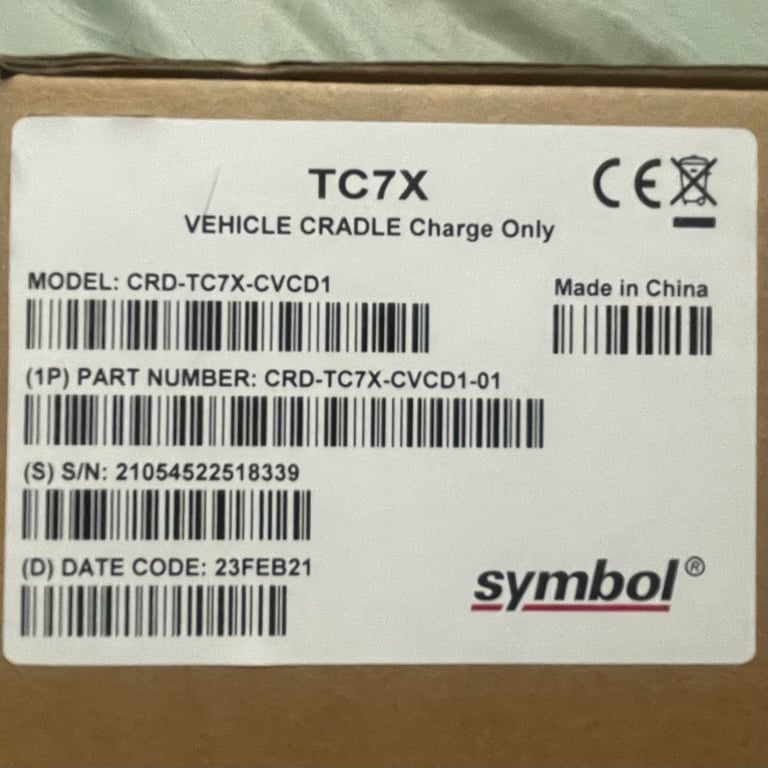 TC7X
VEHICLE CRADLE Charge Only
MODEL: CRD-TC7X-CVCD1
Made in China
(1P) PART NUMBER: CRD-TC7X-CVCD1-01
(S) S/N: 21054522518339
(D) DATE CODE: 23FEB21
symbol®